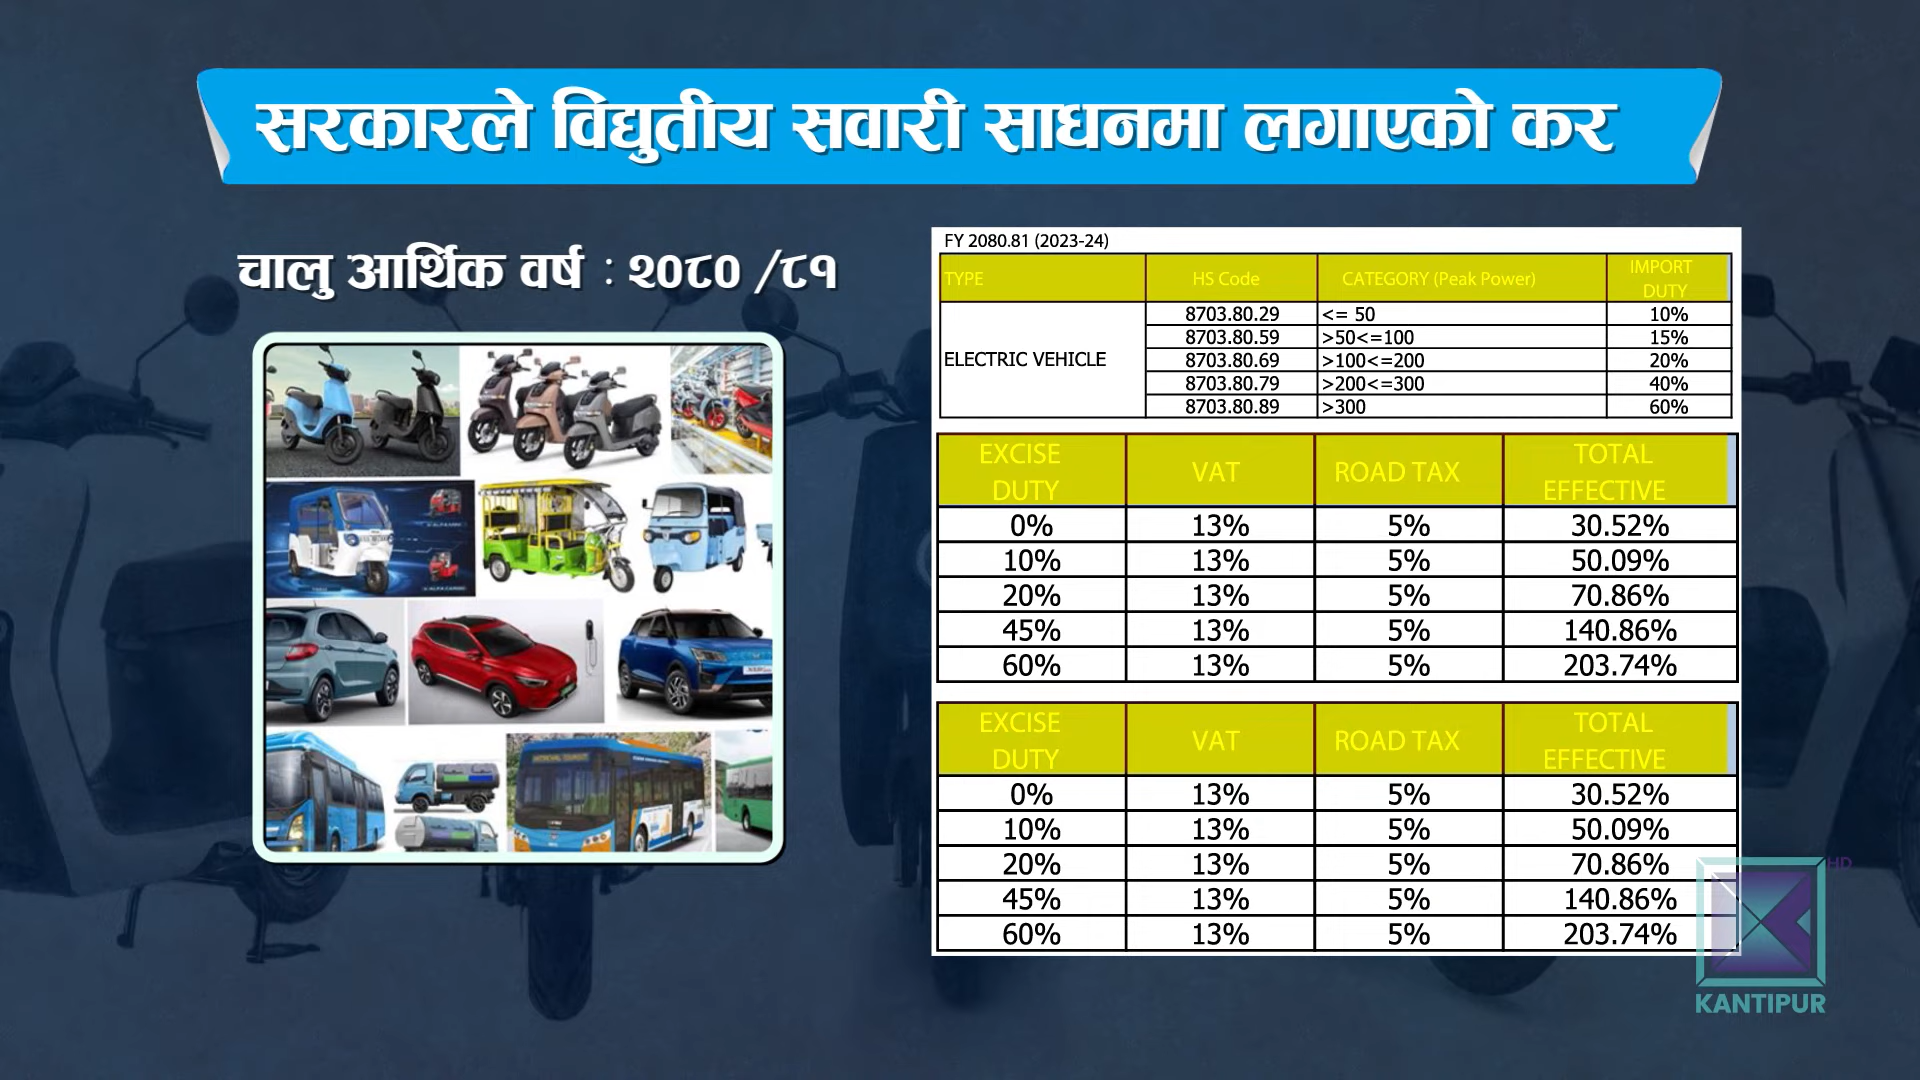 सरकारले विद्युतीय सवारी साधनमा लगाएको कर
चालु आर्थिक वर्ष : २०८० /८१
FY 2080.81 (2023-24)
TYPE HS Code CATEGORY (Peak Power) IMPORT DUTY
ELECTRIC VEHICLE
8703.80.29 <= 50 10%
8703.80.59 >50<=100 15%
8703.80.69 >100<=200 20%
8703.80.79 >200<=300 40%
8703.80.89 >300 60%
EXCISE DUTY VAT ROAD TAX TOTAL EFFECTIVE
0% 13% 5% 30.52%
10% 13% 5% 50.09%
20% 13% 5% 70.86%
45% 13% 5% 140.86%
60% 13% 5% 203.74%
EXCISE DUTY VAT ROAD TAX TOTAL EFFECTIVE
0% 13% 5% 30.52%
10% 13% 5% 50.09%
20% 13% 5% 70.86%
45% 13% 5% 140.86%
60% 13% 5% 203.74%
HD
KANTIPUR